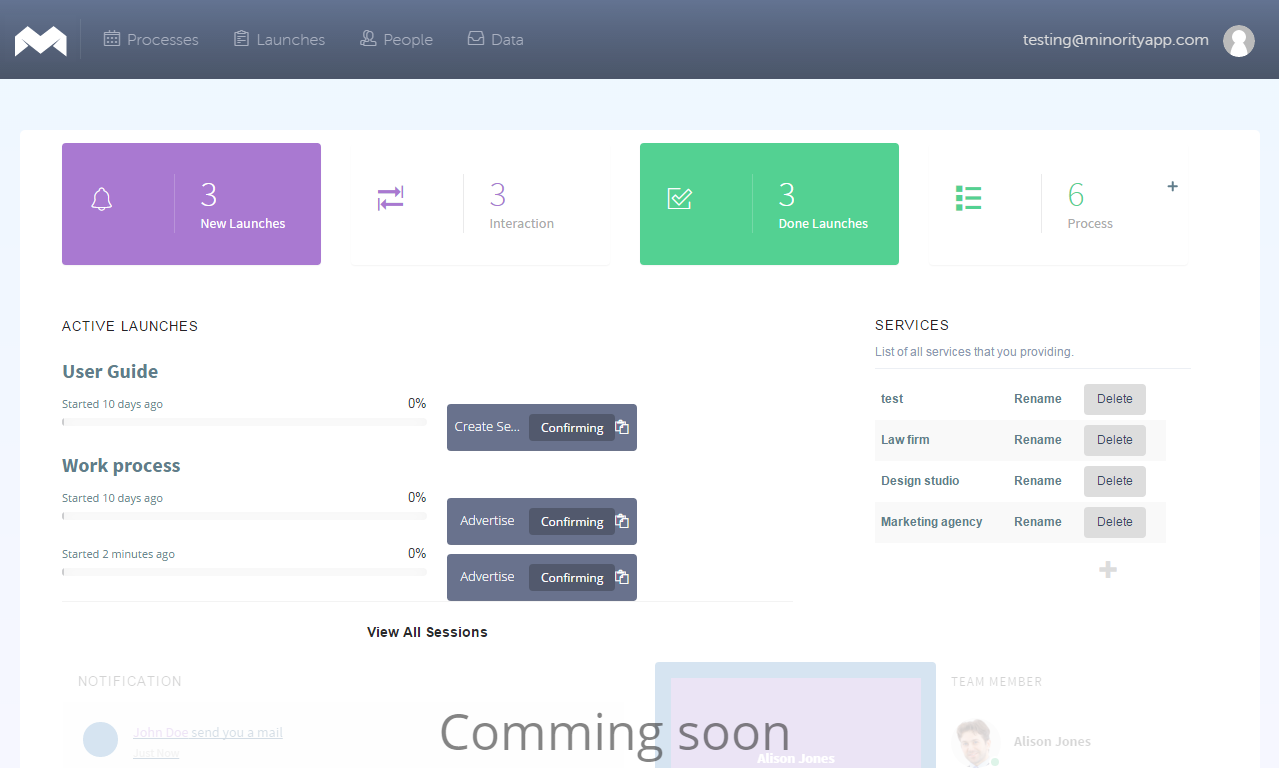 Processes
Launches
People
Data
testing@minorityapp.com
3
New Launches
3
Interaction
3
Done Launches
6
Process
ACTIVE LAUNCHES
User Guide
Started 10 days ago
0%
Create Se...
Confirming
Work process
Started 10 days ago
0%
Advertise
Confirming
Started 2 minutes ago
0%
Advertise
Confirming
View All Sessions
SERVICES
List of all services that you providing.
test Rename Delete
Law firm Rename Delete
Design studio Rename Delete
Marketing agency Rename Delete
NOTIFICATION
John Doe send you a mail
Just Now
Comming soon
Alison Jones
TEAM MEMBER
Alison Jones